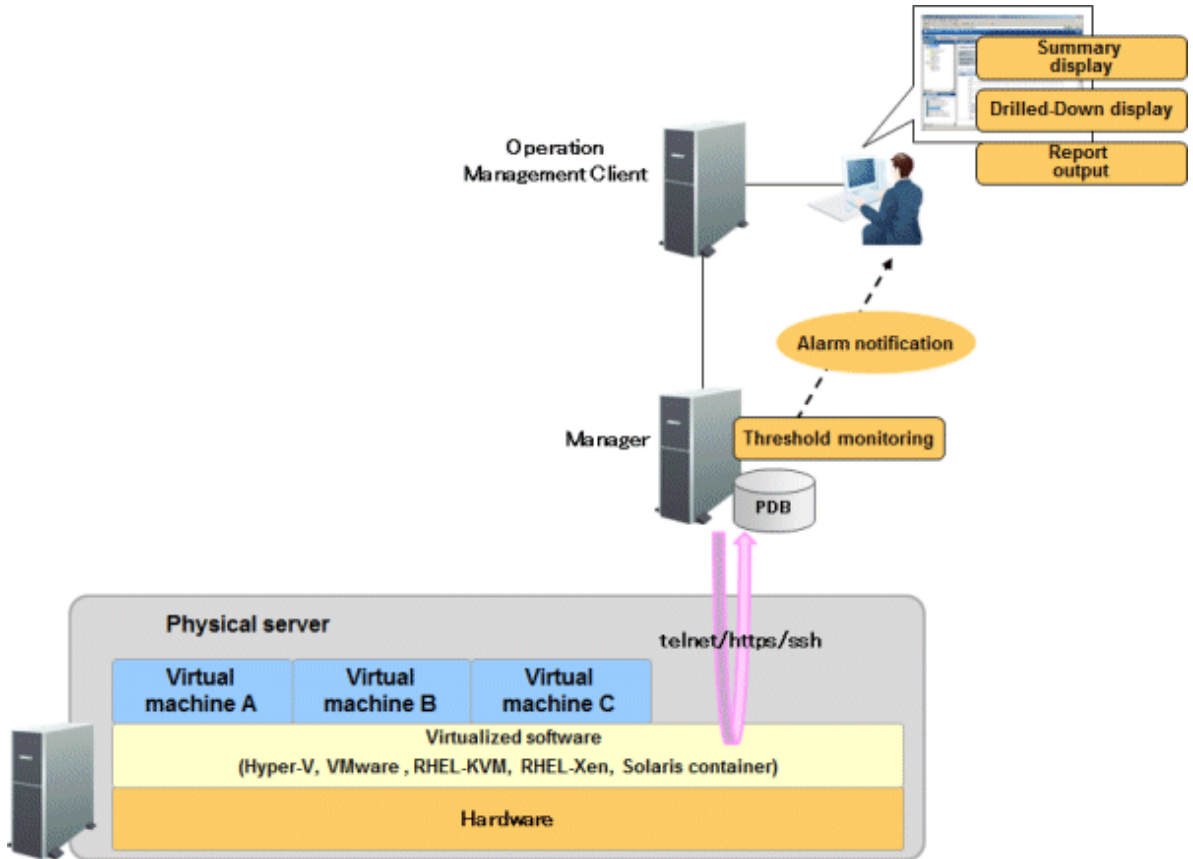 Summary
display
Drilled-Down display
Report
output
Operation
Management Client
Alarm notification
Manager
Threshold monitoring
PDB
telnet/https/ssh
Physical server
Virtual
machine A
Virtual
machine B
Virtual
machine C
Virtualized software
(Hyper-V, VMware , RHEL-KVM, RHEL-Xen, Solaris container)
Hardware